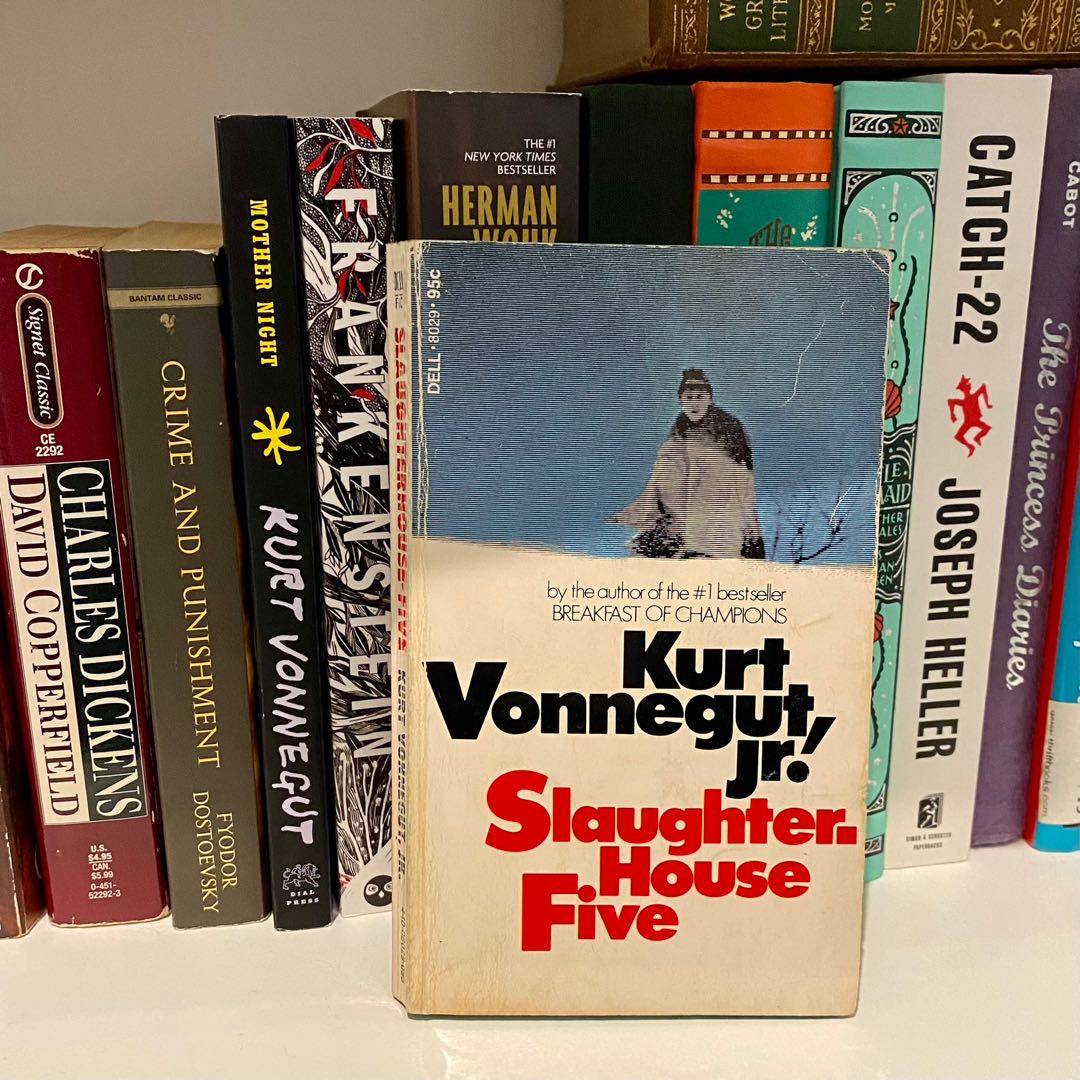 Signet Classic
CE
2292
CHARLES DICKENS
DAVID COPPERFIELD
U.S.
$4.95
CAN.
$5.99
0-451-
52292-3
BANTAM CLASSIC
CRIME AND PUNISHMENT
FYODOR
DOSTOEVSKY
MOTHER NIGHT
KURT VONNEGUT
DIAL
PRESS
FRANKENSTEIN
THE #1
NEW YORK TIMES
BESTSELLER
HERMAN
WOUK
SLAUGHTERHOUSE-FIVE
KURT VONNEGUT, JR.
DELL • 8029 • 95c
by the author of the #1 bestseller
BREAKFAST OF CHAMPIONS
Kurt
Vonnegut,
Jr.!
Slaughter-
House
Five
THE
CATCH-22
JOSEPH HELLER
SIMON & SCHUSTER
PAPERBACKS
CABOT
The Princess Diaries